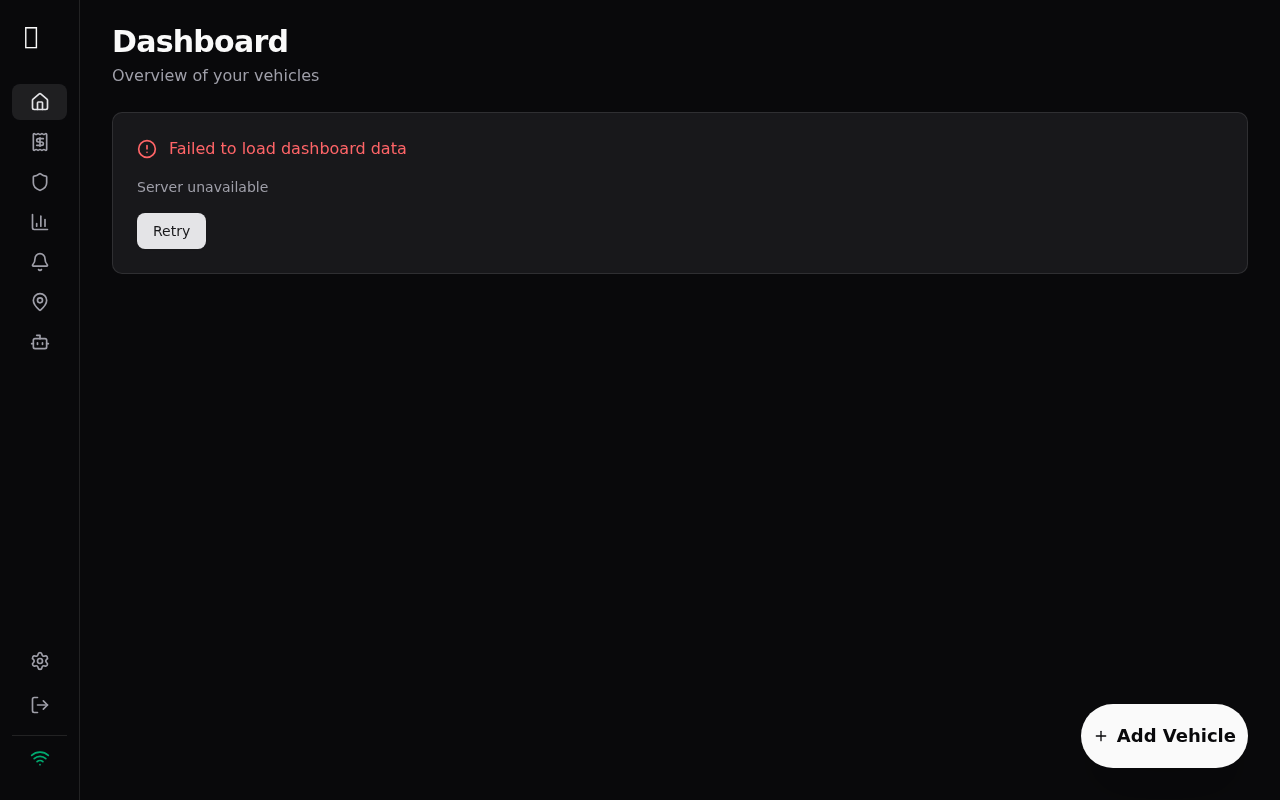 Dashboard
Overview of your vehicles
Failed to load dashboard data
Server unavailable
Retry
Add Vehicle